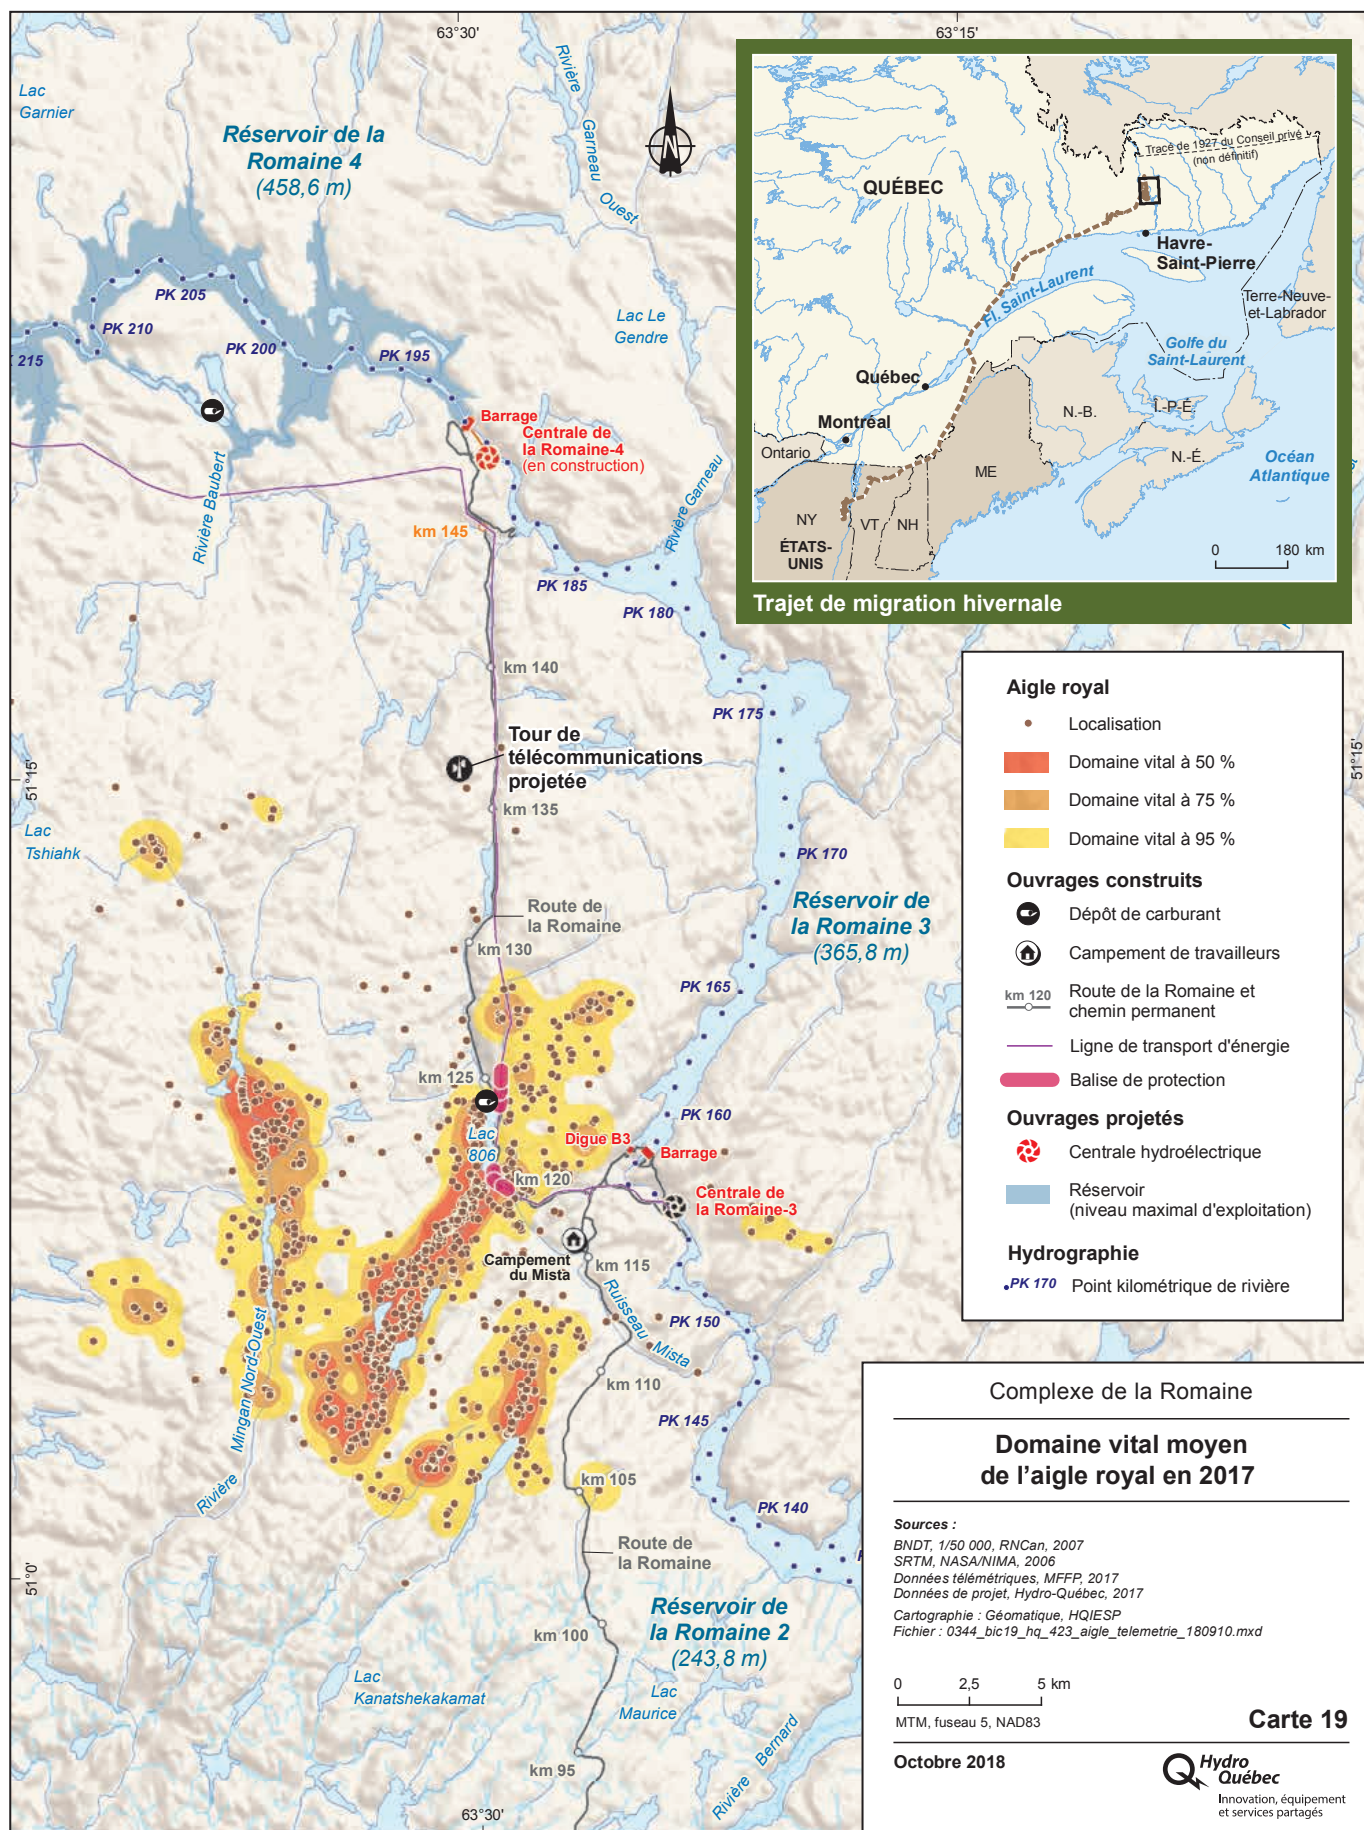 63°30'
63°15'
Lac
Garnier
Réservoir de la
Romaine 4
(458,6 m)
Rivière
Garneau
Ouest
N
PK 205
PK 210
PK 200
215
PK 195
Lac Le
Gendre
Barrage
Centrale de
la Romaine-4
(en construction)
Rivière Baubert
Rivière Garneau
km 145
PK 185
PK 180
km 140
PK 175
Tour de
télécommunications
projetée
51°15'
51°15'
km 135
Lac
Tshiahk
PK 170
Réservoir de
la Romaine 3
(365,8 m)
Route de
la Romaine
km 130
PK 165
km 125
PK 160
Lac
806
Digue B3
Barrage
km 120
Centrale de
la Romaine-3
Campement
du Mista
km 115
Ruisseau Mista
PK 150
Rivière Mingan Nord-Ouest
km 110
PK 145
km 105
PK 140
Route de
la Romaine
51°0'
Réservoir de
la Romaine 2
(243,8 m)
km 100
Lac
Kanatshekakamat
Lac
Maurice
Rivière Bernard
km 95
63°30'
Tracé de 1927 du Conseil privé
(non définitif)
QUÉBEC
Havre-
Saint-Pierre
Fl. Saint-Laurent
Terre-Neuve-
et-Labrador
Golfe du
Saint-Laurent
Québec
Montréal
N.-B.
Î.-P.-É.
Ontario
N.-É.
ME
Océan
Atlantique
NY
VT
NH
ÉTATS-
UNIS
0 180 km
Trajet de migration hivernale
Aigle royal
Localisation
Domaine vital à 50 %
Domaine vital à 75 %
Domaine vital à 95 %
Ouvrages construits
Dépôt de carburant
Campement de travailleurs
km 120 Route de la Romaine et
chemin permanent
Ligne de transport d'énergie
Balise de protection
Ouvrages projetés
Centrale hydroélectrique
Réservoir
(niveau maximal d'exploitation)
Hydrographie
PK 170 Point kilométrique de rivière
Complexe de la Romaine
Domaine vital moyen
de l'aigle royal en 2017
Sources :
BNDT, 1/50 000, RNCan, 2007
SRTM, NASA/NIMA, 2006
Données télémétriques, MFFP, 2017
Données de projet, Hydro-Québec, 2017
Cartographie : Géomatique, HQIESP
Fichier : 0344_bic19_hq_423_aigle_telemetrie_180910.mxd
0 2,5 5 km
MTM, fuseau 5, NAD83
Carte 19
Octobre 2018
Hydro
Québec
Innovation, équipement
et services partagés